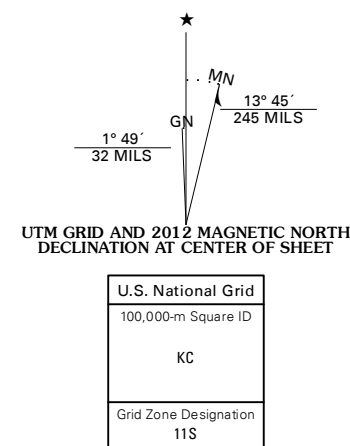 ★
MN
GN
1° 49´
32 MILS
13° 45´
245 MILS
UTM GRID AND 2012 MAGNETIC NORTH
DECLINATION AT CENTER OF SHEET
U.S. National Grid
100,000-m Square ID
KC
Grid Zone Designation
11S